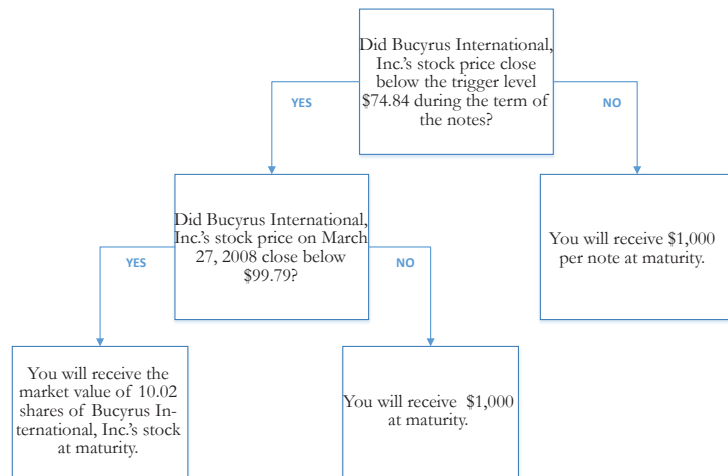 Did Bucyrus International,
Inc.'s stock price close
below the trigger level
$74.84 during the term of
the notes?
YES
NO
Did Bucyrus International,
Inc.'s stock price on March
27, 2008 close below
$99.79?
You will receive $1,000
per note at maturity.
YES
NO
You will receive the
market value of 10.02
shares of Bucyrus In-
ternational, Inc.'s stock
at maturity.
You will receive $1,000
at maturity.